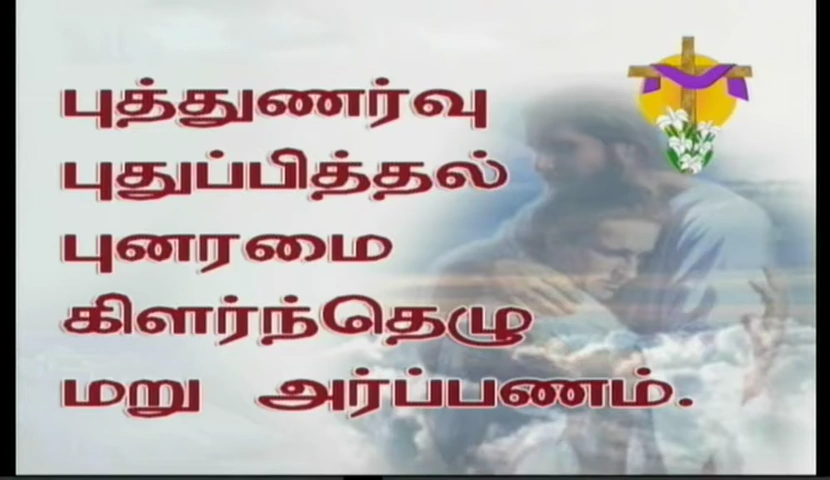 புத்துணர்வு
புதுப்பித்தல்
புனரமை
கிளர்ந்தெழு
மறு அர்ப்பணம்.